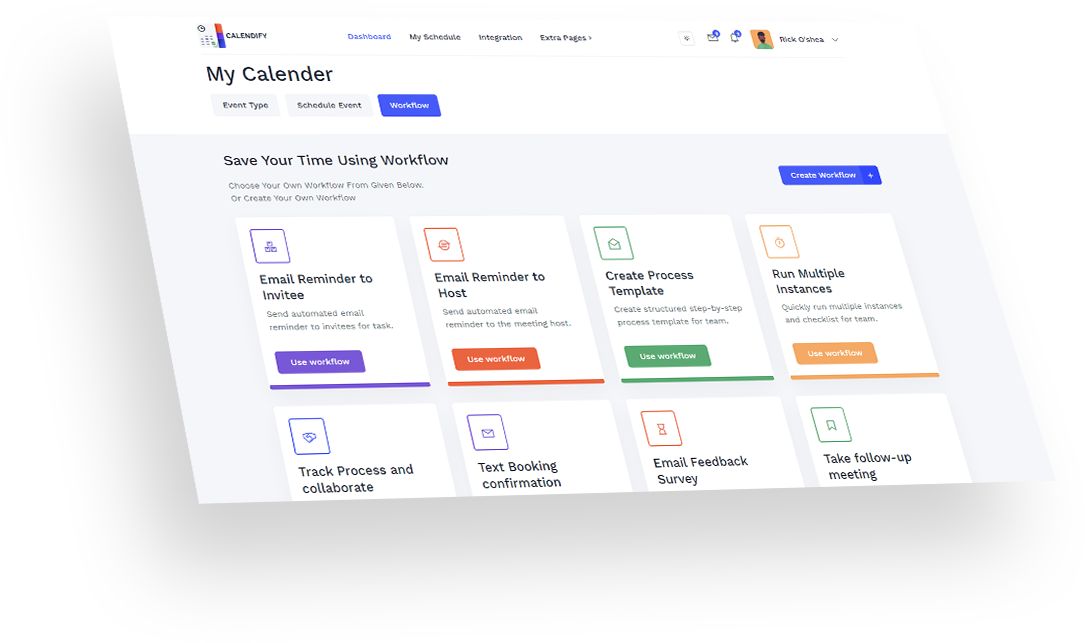 CALENDIFY
Dashboard My Schedule Integration Extra Pages
Rick O'shea
My Calender
Event Type Schedule Event Workflow
Save Your Time Using Workflow
Choose Your Own Workflow From Given Below.
Or Create Your Own Workflow
Create Workflow +
Email Reminder to
Invitee
Send automated email
reminder to invitees for task.
Use workflow
Email Reminder to
Host
Send automated email
reminder to the meeting host.
Use workflow
Create Process
Template
Create structured step-by-step
process template for team.
Use workflow
Run Multiple
Instances
Quickly run multiple instances
and checklist for team.
Use workflow
Track Process and
collaborate
Text Booking
confirmation
Email Feedback
Survey
Take follow-up
meeting